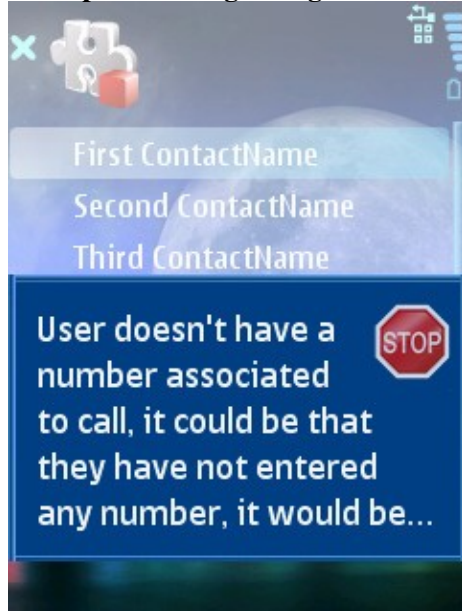 First ContactName
Second ContactName
Third ContactName
User doesn't have a
number associated
to call, it could be that
they have not entered
any number, it would be...
STOP